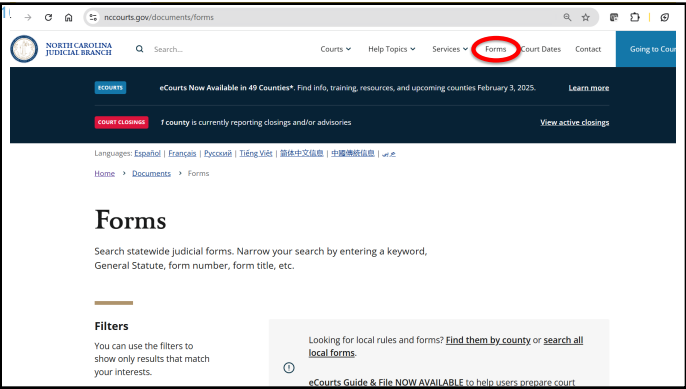 nccourts.gov/documents/forms
NORTH CAROLINA
JUDICIAL BRANCH
Search...
Courts
Help Topics
Services
Forms
Court Dates
Contact
Going to Cour
ECOURTS
eCourts Now Available in 49 Counties*. Find info, training, resources, and upcoming counties February 3, 2025.
Learn more
COURT CLOSINGS
1 county is currently reporting closings and/or advisories
View active closings
Languages: Español | Français | Русский | Tiếng Việt | 简体中文信息 | 中國傳統信息 | عربي
Home > Documents > Forms
Forms
Search statewide judicial forms. Narrow your search by entering a keyword,
General Statute, form number, form title, etc.
Filters
You can use the filters to
show only results that match
your interests.
Looking for local rules and forms? Find them by county or search all
local forms.
eCourts Guide & File NOW AVAILABLE to help users prepare court